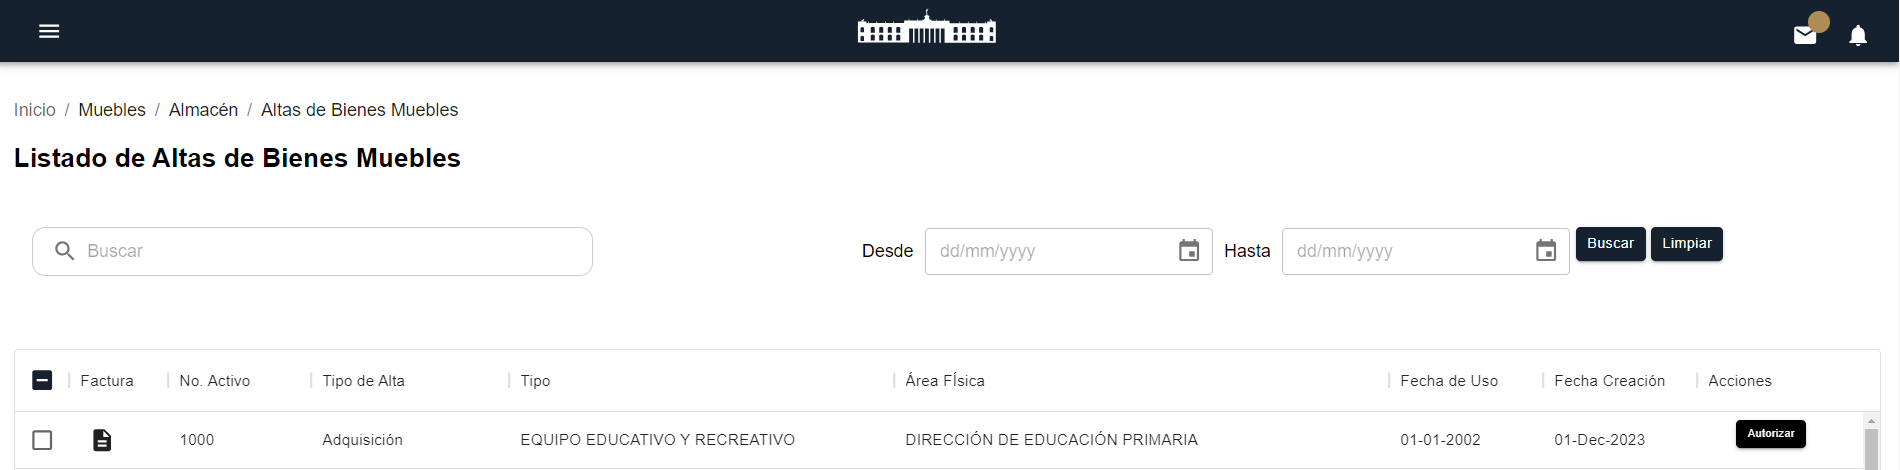 Inicio / Muebles / Almacén / Altas de Bienes Muebles
Listado de Altas de Bienes Muebles
Buscar Desde dd/mm/yyyy Hasta dd/mm/yyyy Buscar Limpiar
Factura No. Activo Tipo de Alta Tipo Área FÍsica Fecha de Uso Fecha Creación Acciones
1000 Adquisición EQUIPO EDUCATIVO Y RECREATIVO DIRECCIÓN DE EDUCACIÓN PRIMARIA 01-01-2002 01-Dec-2023 Autorizar